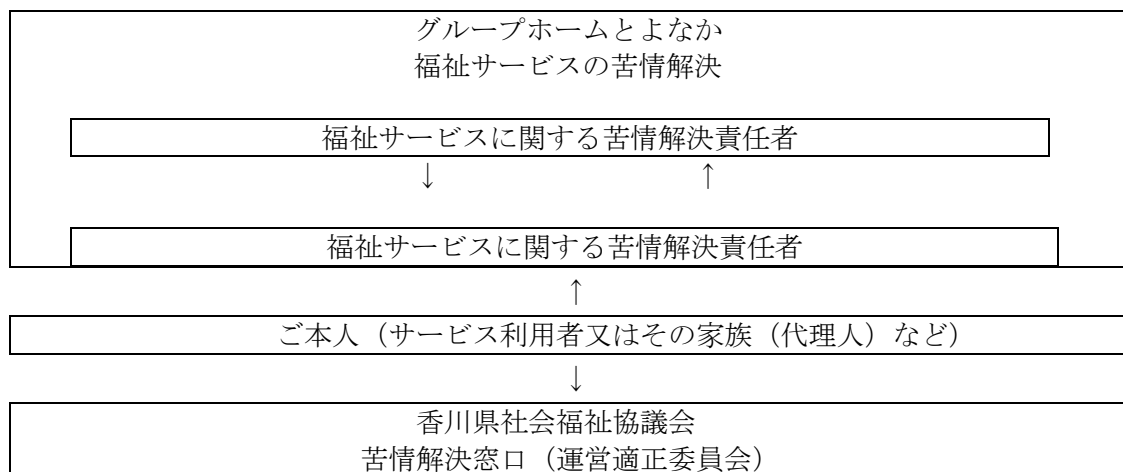 グループホームとよなか
福祉サービスの苦情解決
福祉サービスに関する苦情解決責任者
↓ ↑
福祉サービスに関する苦情解決責任者
↑
ご本人（サービス利用者又はその家族（代理人）など）
↓
香川県社会福祉協議会
苦情解決窓口（運営適正委員会）